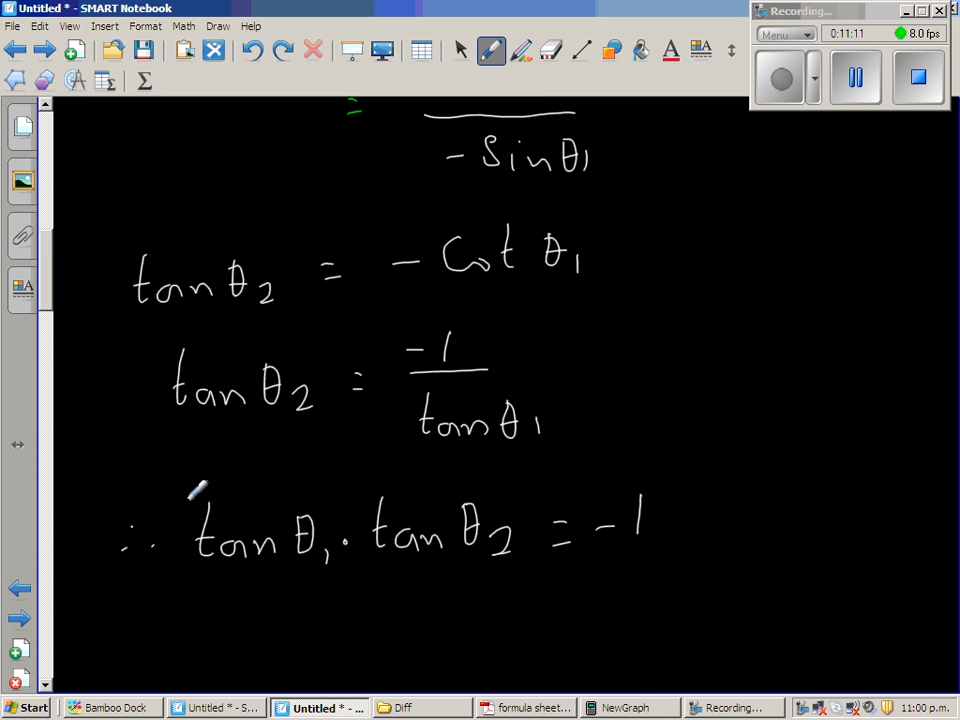 Untitled * - SMART Notebook
File Edit View Insert Format Math Draw Help
Recording...
Menu 0:11:11 8.0 fps
=
- Sinθ1
tanθ2 = - Cot θ1
tanθ2 = -1
tanθ1
∴ tanθ1 . tanθ2 = -1
Start Bamboo Dock Untitled * - S... Untitled * - ... Diff formula sheet... NewGraph Recording... 11:00 p.m.